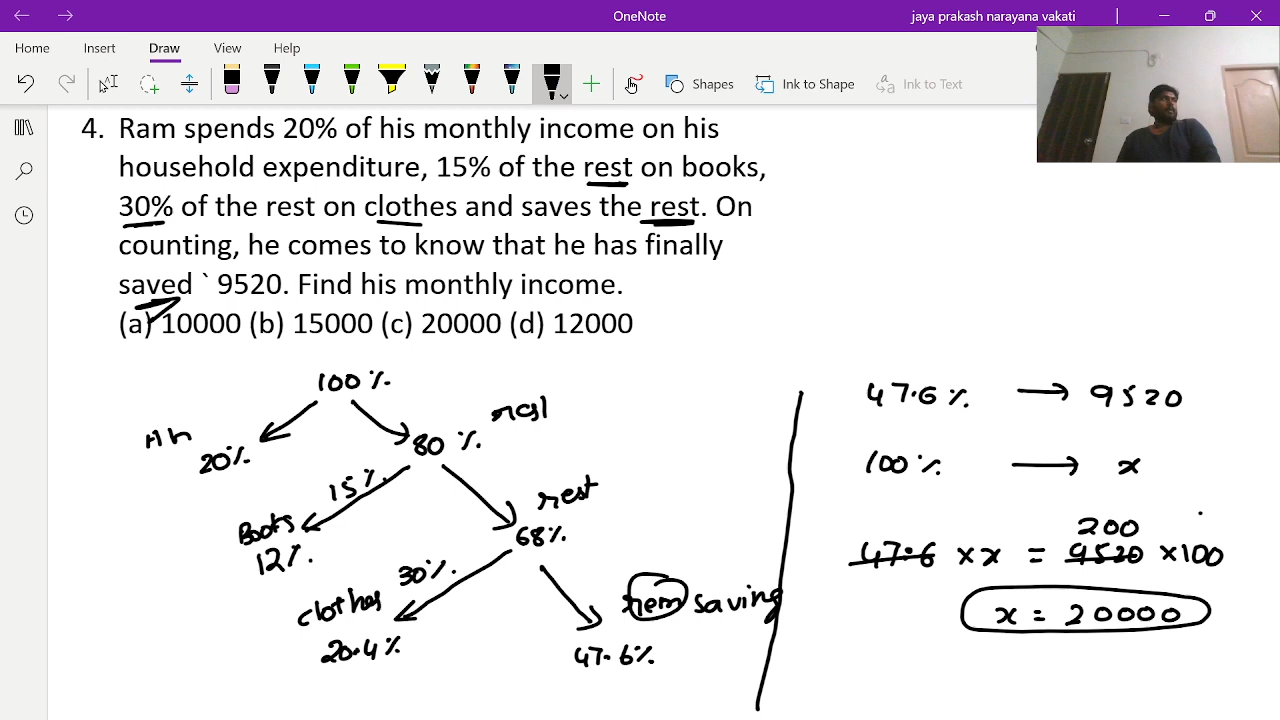 OneNote
jaya prakash narayana vakati
Home Insert Draw View Help
Shapes Ink to Shape Ink to Text
4. Ram spends 20% of his monthly income on his
household expenditure, 15% of the rest on books,
30% of the rest on clothes and saves the rest. On
counting, he comes to know that he has finally
saved ` 9520. Find his monthly income.
(a) 10000 (b) 15000 (c) 20000 (d) 12000
100%
20%
80 % rest
15%
Books
12%
rest
68%
30%
clothes
20.4%
rem saving
47.6%
47.6% → 9520
100% → x
200
47.6 × x = 9520 × 100
x = 20000